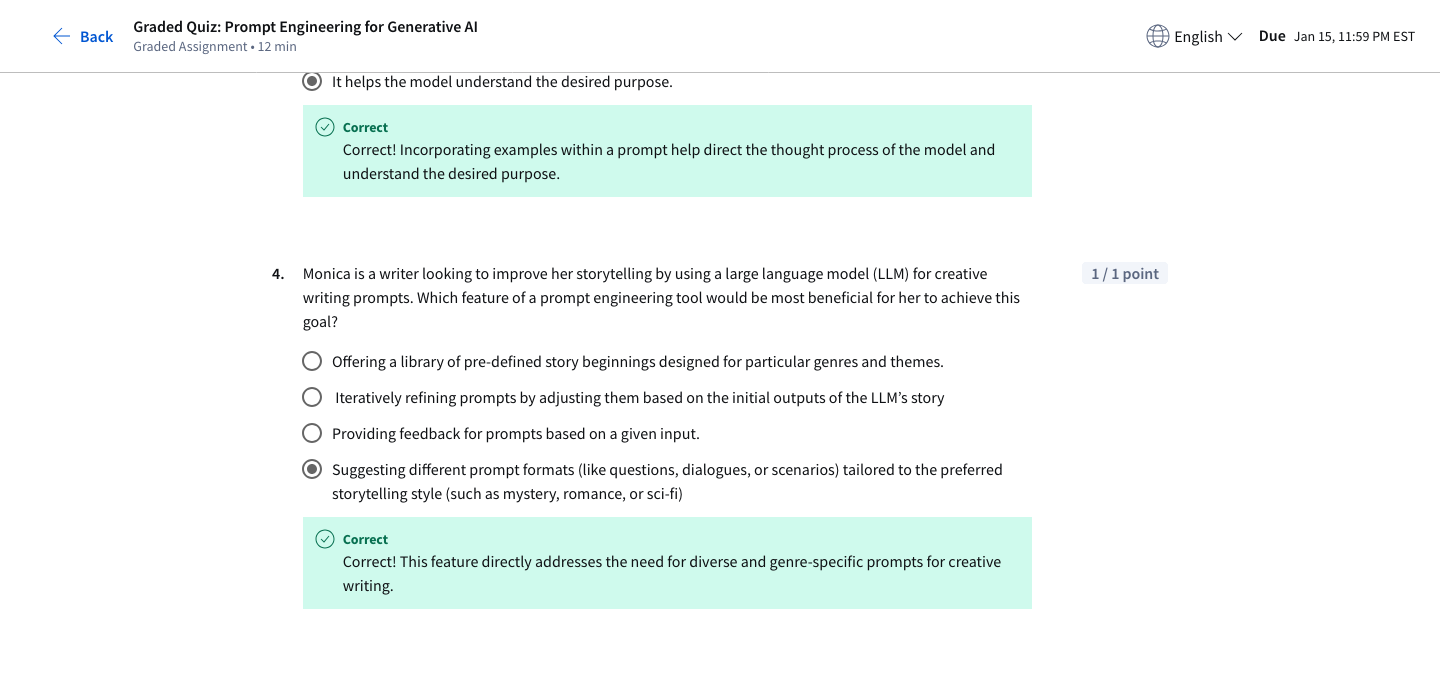 Back
Graded Quiz: Prompt Engineering for Generative AI
Graded Assignment • 12 min
English
Due Jan 15, 11:59 PM EST
It helps the model understand the desired purpose.
Correct
Correct! Incorporating examples within a prompt help direct the thought process of the model and
understand the desired purpose.
4. Monica is a writer looking to improve her storytelling by using a large language model (LLM) for creative
writing prompts. Which feature of a prompt engineering tool would be most beneficial for her to achieve this
goal?
1 / 1 point
Offering a library of pre-defined story beginnings designed for particular genres and themes.
Iteratively refining prompts by adjusting them based on the initial outputs of the LLM’s story
Providing feedback for prompts based on a given input.
Suggesting different prompt formats (like questions, dialogues, or scenarios) tailored to the preferred
storytelling style (such as mystery, romance, or sci-fi)
Correct
Correct! This feature directly addresses the need for diverse and genre-specific prompts for creative
writing.